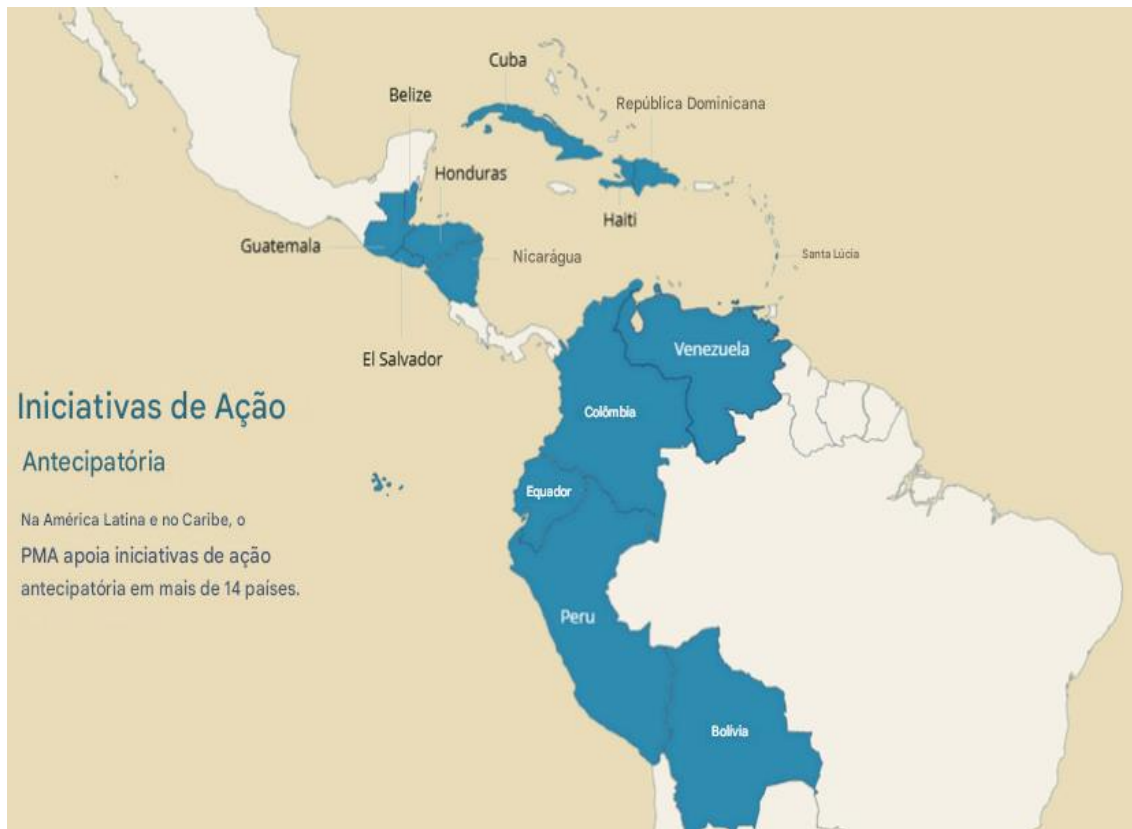 Cuba
Belize
República Dominicana
Honduras
Haiti
Guatemala
Nicarágua
Santa Lúcia
El Salvador
Venezuela
Colômbia
Iniciativas de Ação
Antecipatória
Equador
Na América Latina e no Caribe, o
PMA apoia iniciativas de ação
antecipatória em mais de 14 países.
Peru
Bolívia